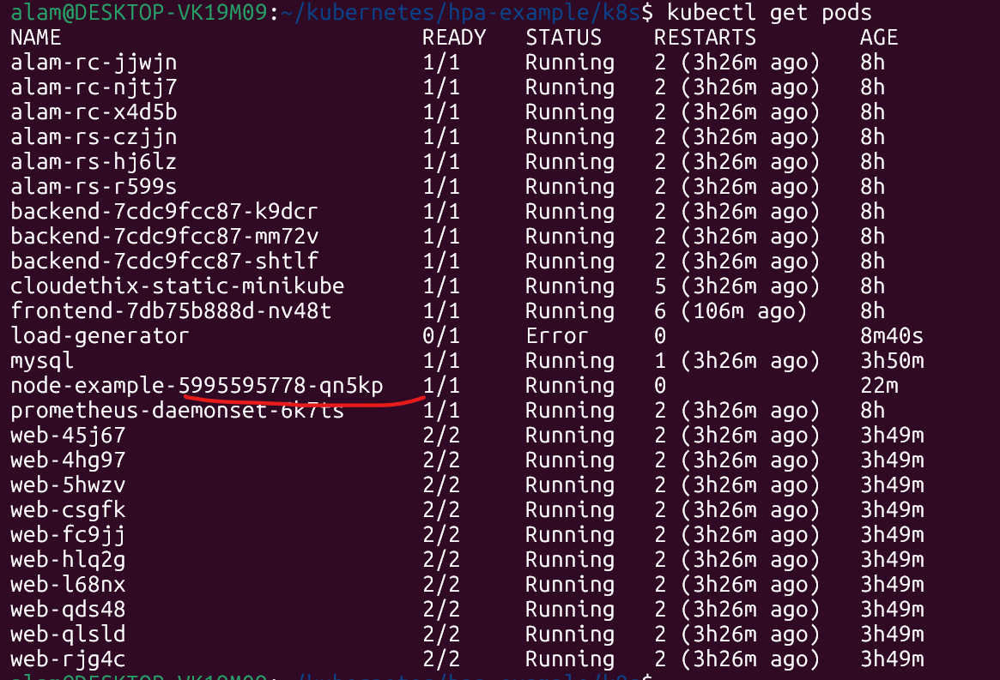 alam@DESKTOP-VK19M09:~/kubernetes/hpa-example/k8s$ kubectl get pods
NAME READY STATUS RESTARTS AGE
alam-rc-jjwjn 1/1 Running 2 (3h26m ago) 8h
alam-rc-njtj7 1/1 Running 2 (3h26m ago) 8h
alam-rc-x4d5b 1/1 Running 2 (3h26m ago) 8h
alam-rs-czjjn 1/1 Running 2 (3h26m ago) 8h
alam-rs-hj6lz 1/1 Running 2 (3h26m ago) 8h
alam-rs-r599s 1/1 Running 2 (3h26m ago) 8h
backend-7cdc9fcc87-k9dcr 1/1 Running 2 (3h26m ago) 8h
backend-7cdc9fcc87-mm72v 1/1 Running 2 (3h26m ago) 8h
backend-7cdc9fcc87-shtlf 1/1 Running 2 (3h26m ago) 8h
cloudethix-static-minikube 1/1 Running 5 (3h26m ago) 8h
frontend-7db75b888d-nv48t 1/1 Running 6 (106m ago) 8h
load-generator 0/1 Error 0 8m40s
mysql 1/1 Running 1 (3h26m ago) 3h50m
node-example-5995595778-qn5kp 1/1 Running 0 22m
prometheus-daemonset-6k7ts 1/1 Running 2 (3h26m ago) 8h
web-45j67 2/2 Running 2 (3h26m ago) 3h49m
web-4hg97 2/2 Running 2 (3h26m ago) 3h49m
web-5hwzv 2/2 Running 2 (3h26m ago) 3h49m
web-csgfk 2/2 Running 2 (3h26m ago) 3h49m
web-fc9jj 2/2 Running 2 (3h26m ago) 3h49m
web-hlq2g 2/2 Running 2 (3h26m ago) 3h49m
web-l68nx 2/2 Running 2 (3h26m ago) 3h49m
web-qds48 2/2 Running 2 (3h26m ago) 3h49m
web-qlsld 2/2 Running 2 (3h26m ago) 3h49m
web-rjg4c 2/2 Running 2 (3h26m ago) 3h49m
alam@DESKTOP-VK19M09:~/kubernetes/hpa-example/k8s$